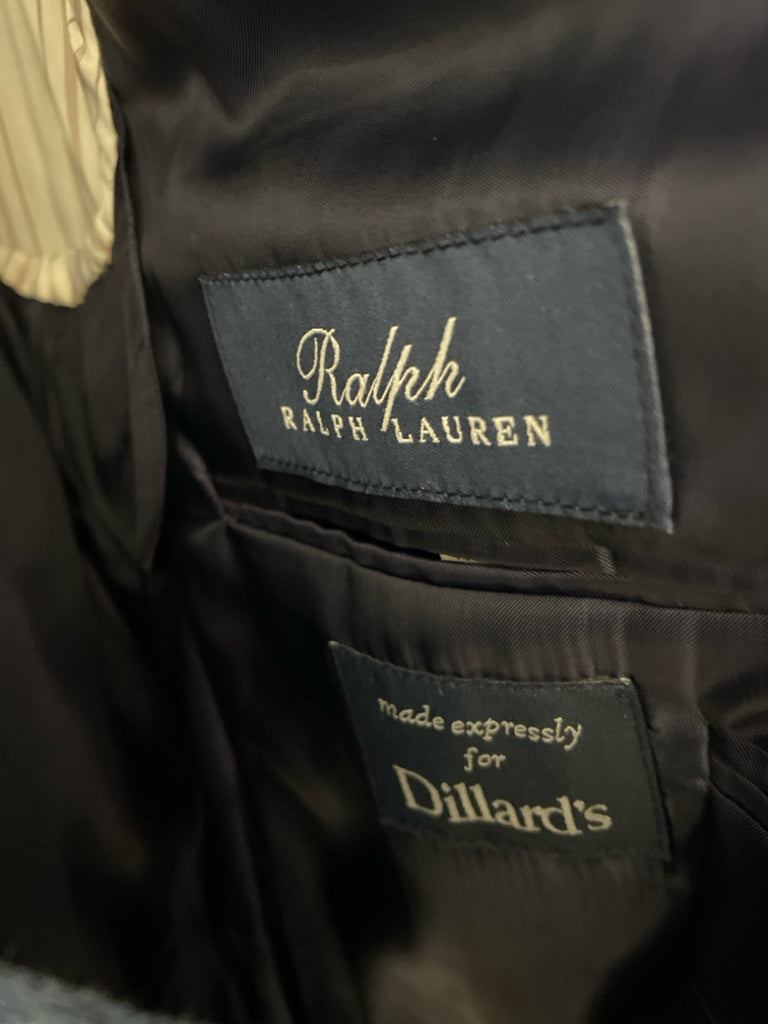 Ralph
RALPH LAUREN
made expressly
for
Dillard's